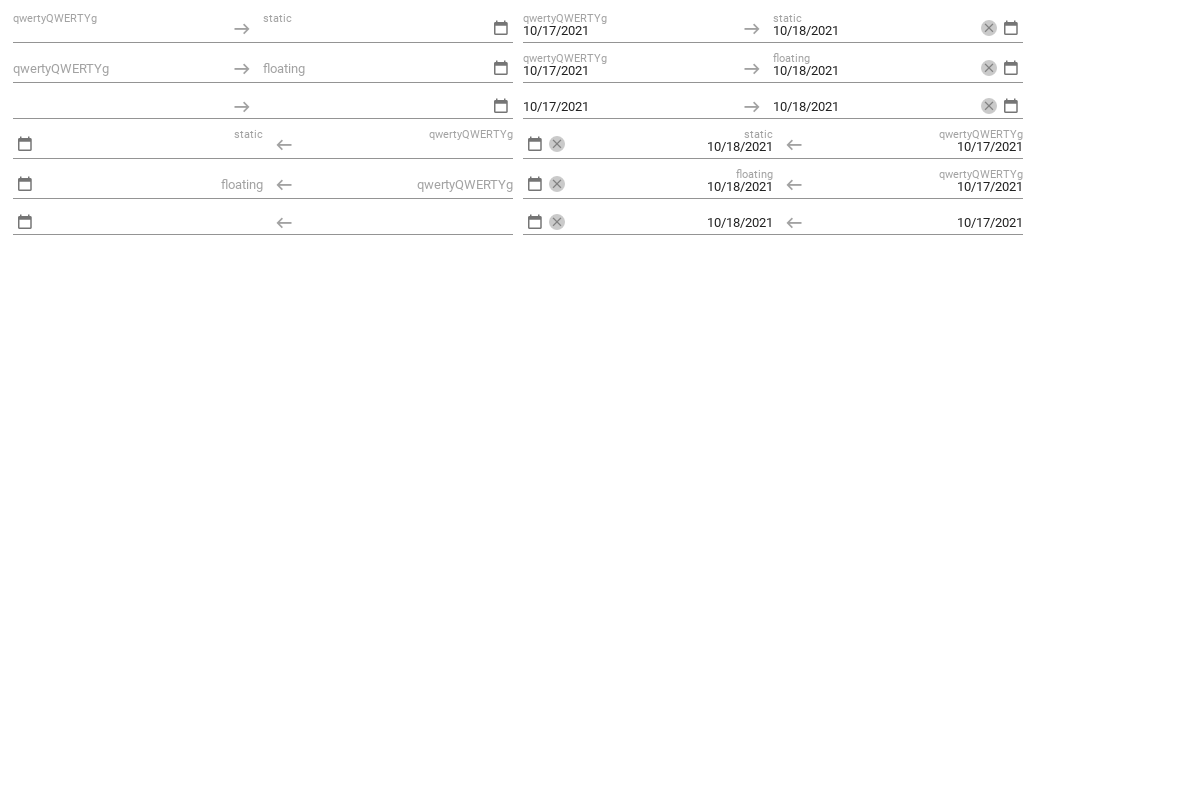 qwertyQWERTYg static qwertyQWERTYg static
10/17/2021 10/18/2021
qwertyQWERTYg floating qwertyQWERTYg floating
10/17/2021 10/18/2021
10/17/2021 10/18/2021
static qwertyQWERTYg static qwertyQWERTYg
10/18/2021 10/17/2021
floating qwertyQWERTYg floating qwertyQWERTYg
10/18/2021 10/17/2021
10/18/2021 10/17/2021